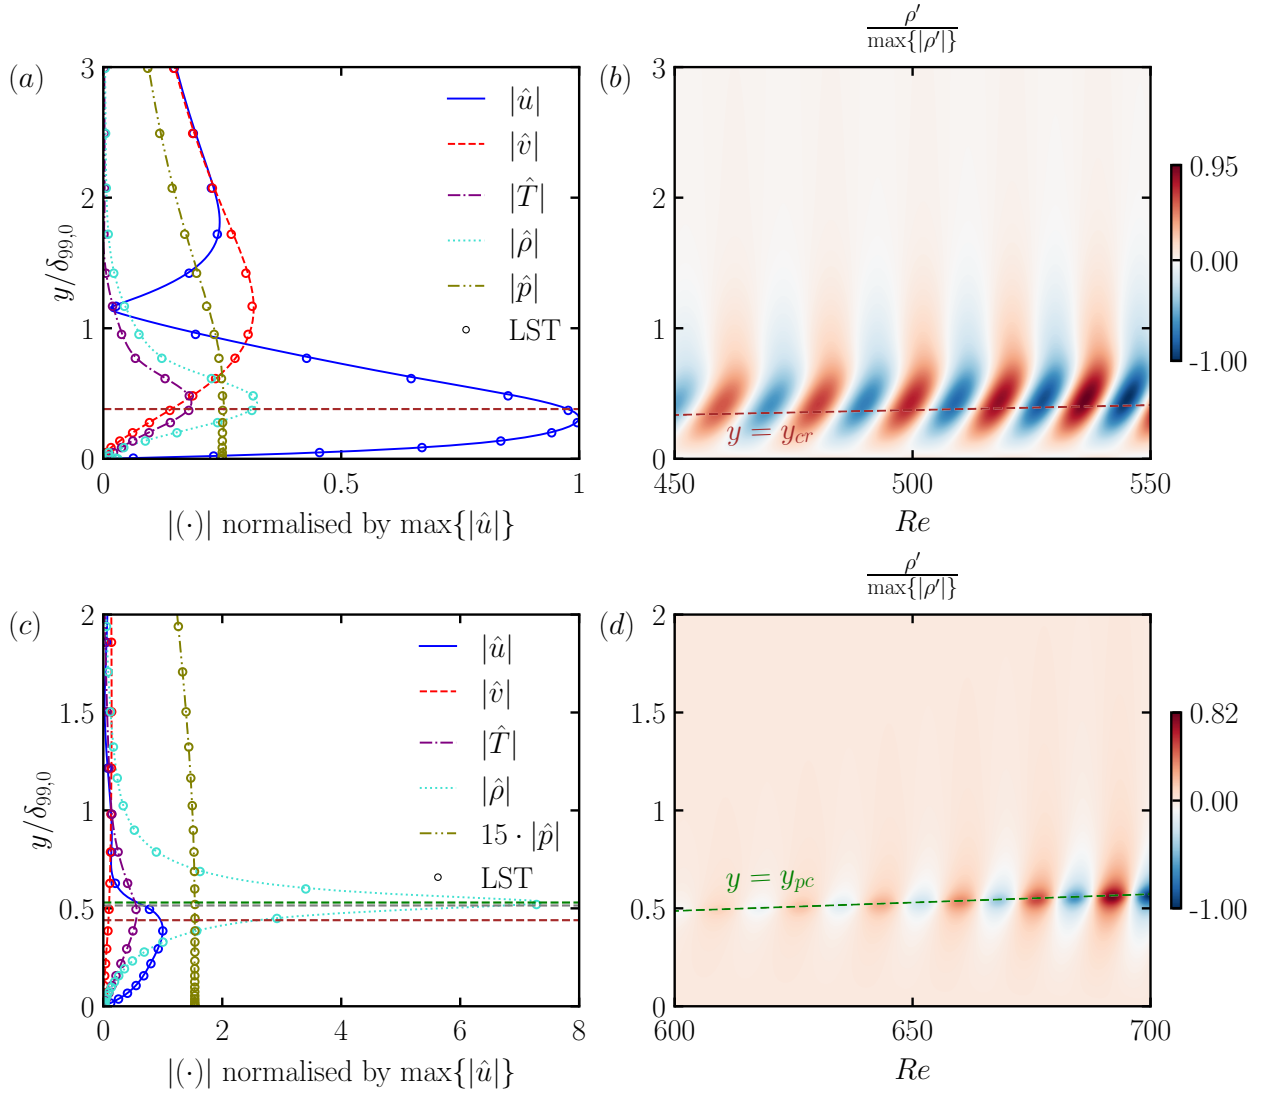 (a)
3
2
1
0
y/δ99,0
|û|
|v̂|
|T̂|
|ρ̂|
|p̂|
LST
0 0.5 1
|(·)| normalised by max{|û|}
ρ′
max{|ρ′|}
(b)
3
2
1
0
y = ycr
450 500 550
Re
0.95
0.00
-1.00
(c)
2
1.5
1
0.5
0
y/δ99,0
|û|
|v̂|
|T̂|
|ρ̂|
15 · |p̂|
LST
0 2 4 6 8
|(·)| normalised by max{|û|}
ρ′
max{|ρ′|}
(d)
2
1.5
1
0.5
0
y = ypc
600 650 700
Re
0.82
0.00
-1.00